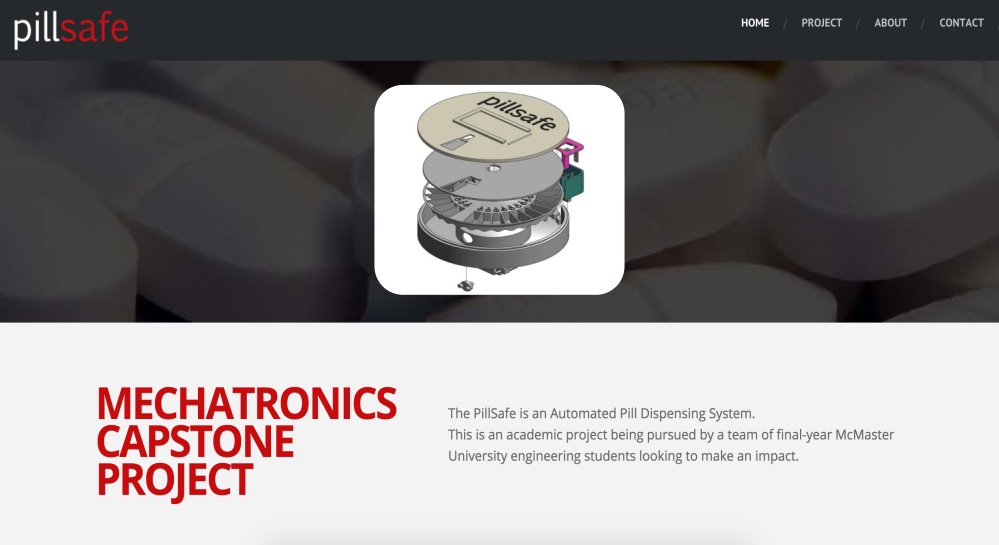 pillsafe
HOME / PROJECT / ABOUT / CONTACT
pillsafe
MECHATRONICS
CAPSTONE
PROJECT
The PillSafe is an Automated Pill Dispensing System.
This is an academic project being pursued by a team of final-year McMaster
University engineering students looking to make an impact.